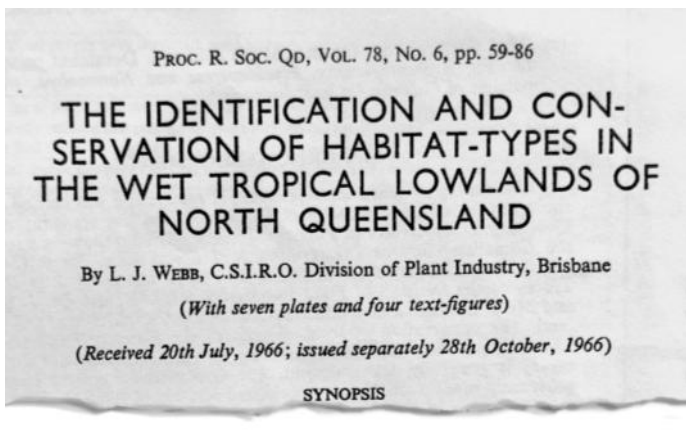 PROC. R. SOC. QD, VOL. 78, NO. 6, pp. 59-86
THE IDENTIFICATION AND CON-
SERVATION OF HABITAT-TYPES IN
THE WET TROPICAL LOWLANDS OF
NORTH QUEENSLAND
By L. J. WEBB, C.S.I.R.O. Division of Plant Industry, Brisbane
(With seven plates and four text-figures)
(Received 20th July, 1966; issued separately 28th October, 1966)
SYNOPSIS